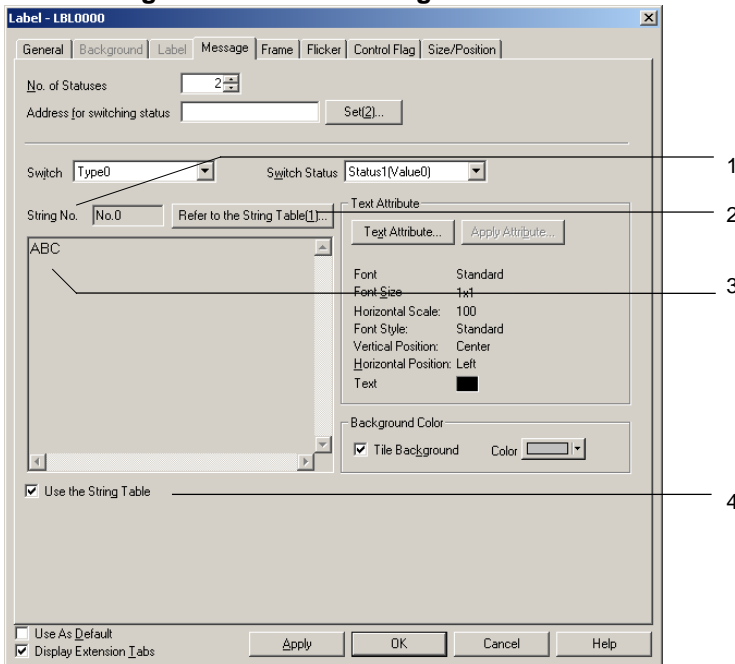 Label - LBL0000
General Background Label Message Frame Flicker Control Flag Size/Position
No. of Statuses 2
Address for switching status Set(2)...
Switch Type0 Switch Status Status1(Value0)
1
String No. No.0 Refer to the String Table(1)...
Text Attribute
2
Text Attribute... Apply Attribute...
ABC
Font Standard
3
Font Size 1x1
Horizontal Scale: 100
Font Style: Standard
Vertical Position: Center
Horizontal Position: Left
Text
Background Color
Tile Background Color
Use the String Table
4
Use As Default
Display Extension Tabs
Apply OK Cancel Help